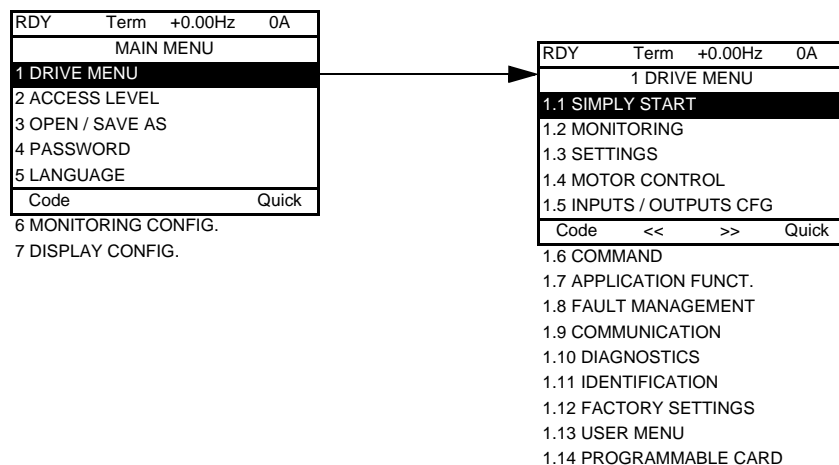 RDY Term +0.00Hz 0A
MAIN MENU
1 DRIVE MENU
2 ACCESS LEVEL
3 OPEN / SAVE AS
4 PASSWORD
5 LANGUAGE
Code Quick
6 MONITORING CONFIG.
7 DISPLAY CONFIG.
RDY Term +0.00Hz 0A
1 DRIVE MENU
1.1 SIMPLY START
1.2 MONITORING
1.3 SETTINGS
1.4 MOTOR CONTROL
1.5 INPUTS / OUTPUTS CFG
Code << >> Quick
1.6 COMMAND
1.7 APPLICATION FUNCT.
1.8 FAULT MANAGEMENT
1.9 COMMUNICATION
1.10 DIAGNOSTICS
1.11 IDENTIFICATION
1.12 FACTORY SETTINGS
1.13 USER MENU
1.14 PROGRAMMABLE CARD